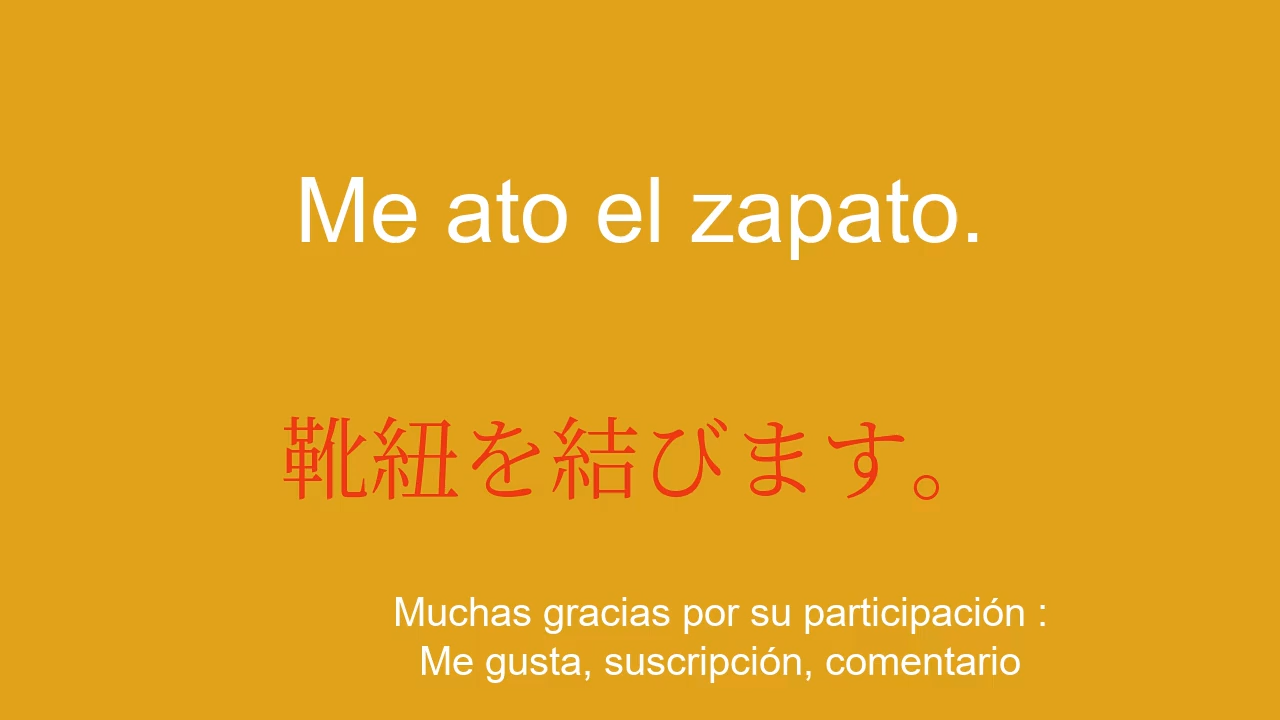 Me ato el zapato.
靴紐を結びます。
Muchas gracias por su participación :
Me gusta, suscripción, comentario